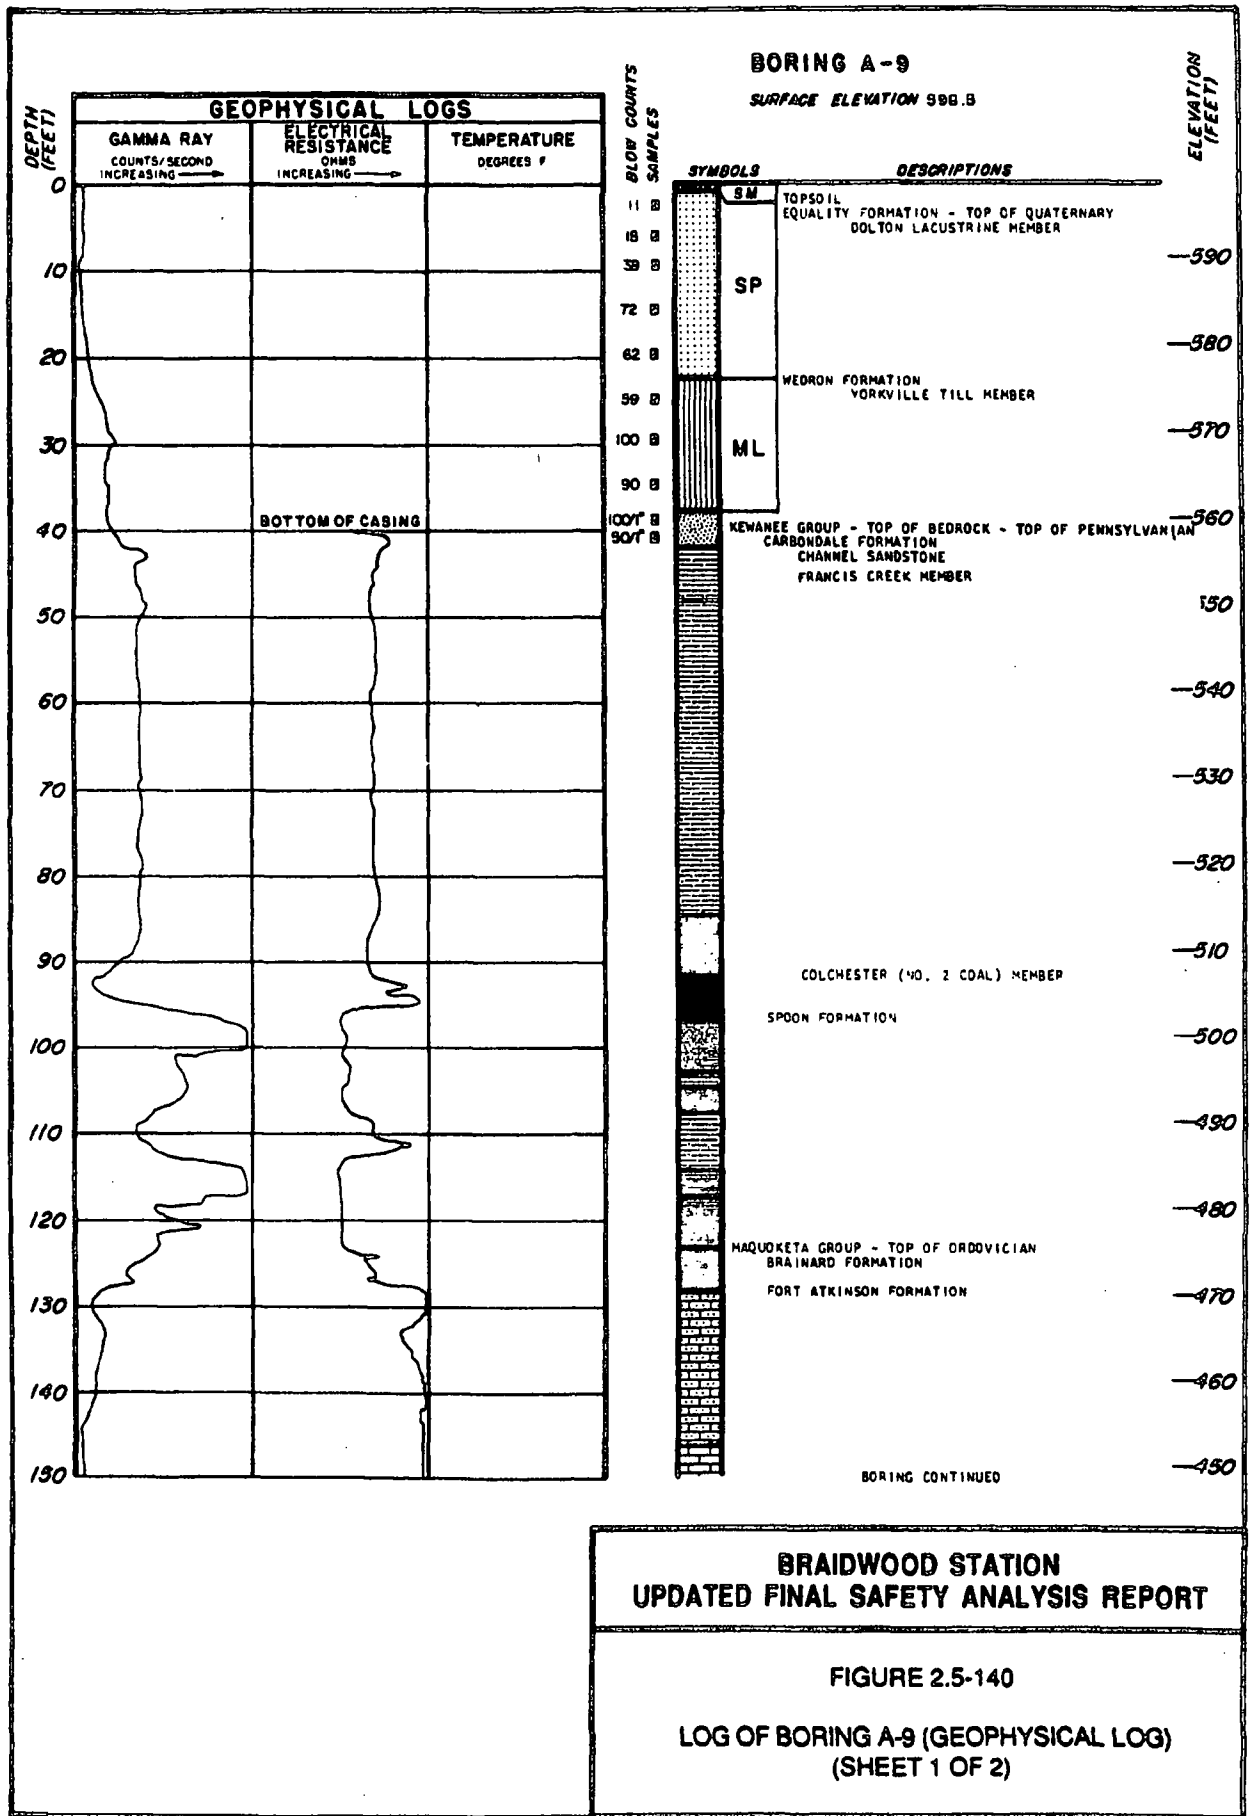 BORING A-9
SURFACE ELEVATION 598.8
DEPTH (FEET)
GEOPHYSICAL LOGS
GAMMA RAY
COUNTS/SECOND
INCREASING
ELECTRICAL RESISTANCE
OHMS
INCREASING
TEMPERATURE
DEGREES F
BLOW COUNTS
SAMPLES
SYMBOLS
DESCRIPTIONS
ELEVATION (FEET)
0
10
20
30
40
50
60
70
80
90
100
110
120
130
140
150
BOTTOM OF CASING
11
18
39
72
62
59
100
90
100/1"
50/1"
SM
SP
ML
TOPSOIL
EQUALITY FORMATION - TOP OF QUATERNARY
DOLTON LACUSTRINE MEMBER
WEDRON FORMATION
YORKVILLE TILL MEMBER
KEWANEE GROUP - TOP OF BEDROCK - TOP OF PENNSYLVANIAN
CARBONDALE FORMATION
CHANNEL SANDSTONE
FRANCIS CREEK MEMBER
COLCHESTER (NO. 2 COAL) MEMBER
SPOON FORMATION
MAQUOKETA GROUP - TOP OF ORDOVICIAN
BRAINARD FORMATION
FORT ATKINSON FORMATION
BORING CONTINUED
590
580
570
560
550
540
530
520
510
500
490
480
470
460
450
BRAIDWOOD STATION
UPDATED FINAL SAFETY ANALYSIS REPORT
FIGURE 2.5-140
LOG OF BORING A-9 (GEOPHYSICAL LOG)
(SHEET 1 OF 2)